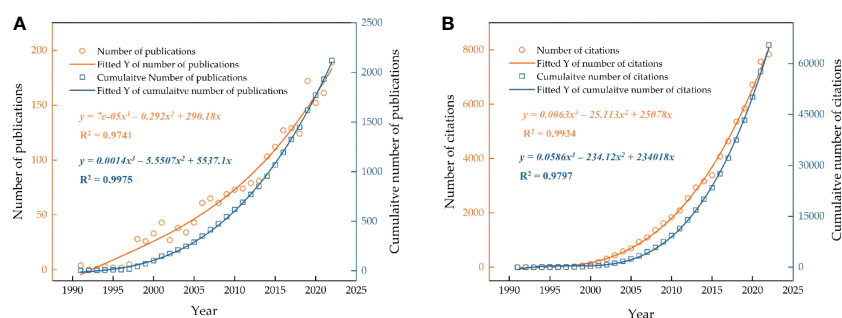 A
B
Number of publications
Fitted Y of number of publications
Cumulaitve Number of publications
Fitted Y of cumulaitve number of publications
y = 7e-05x³ – 0.292x² + 290.18x
R² = 0.9741
y = 0.0014x³ – 5.5507x² + 5537.1x
R² = 0.9975
200
150
100
50
0
Number of publications
2500
2000
1500
1000
500
0
Cumulaitve number of publications
1990 1995 2000 2005 2010 2015 2020 2025
Year
Number of citations
Fitted Y of number of citations
Cumulaitve number of citations
Fitted Y of cumulaitve number of citations
y = 0.0063x³ – 25.113x² + 25078x
R² = 0.9934
y = 0.0586x³ – 234.12x² + 234018x
R² = 0.9797
8000
6000
4000
2000
0
Number of citations
60000
45000
30000
15000
0
Cumulaitve number of citations
1990 1995 2000 2005 2010 2015 2020 2025
Year